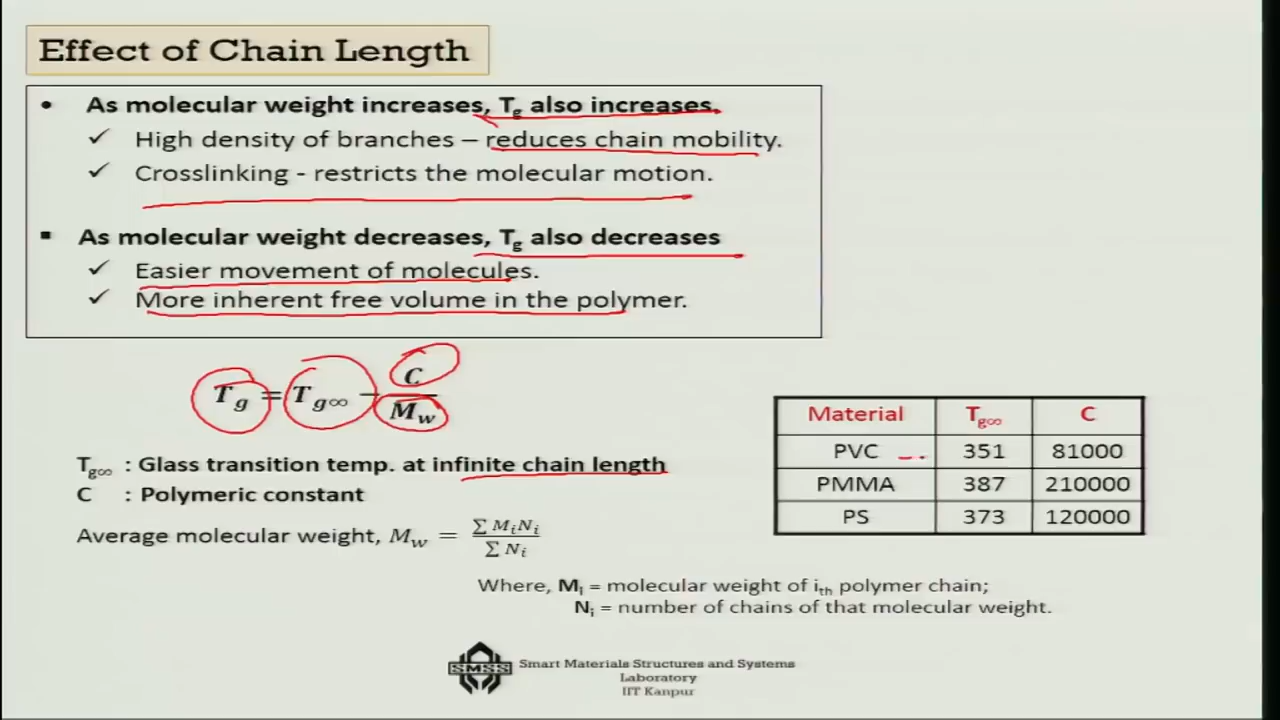 Effect of Chain Length
• As molecular weight increases, Tg also increases.
✓ High density of branches – reduces chain mobility.
✓ Crosslinking - restricts the molecular motion.
▪ As molecular weight decreases, Tg also decreases
✓ Easier movement of molecules.
✓ More inherent free volume in the polymer.
Tg = Tg∞ − C / Mw
Tg∞ : Glass transition temp. at infinite chain length
C : Polymeric constant
Average molecular weight, Mw = ∑ MiNi / ∑ Ni
Material Tg∞ C
PVC 351 81000
PMMA 387 210000
PS 373 120000
Where, Mi = molecular weight of ith polymer chain;
Ni = number of chains of that molecular weight.
SMSS
Smart Materials Structures and Systems
Laboratory
IIT Kanpur